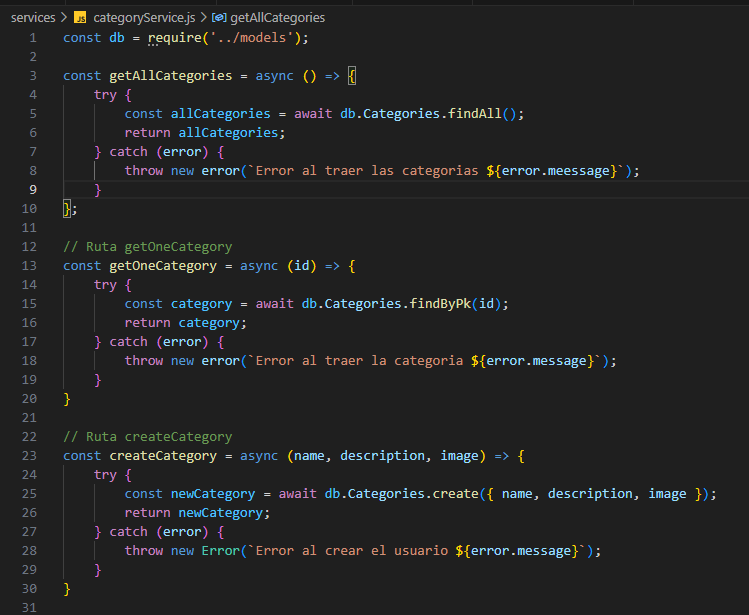 services > JS categoryService.js > getAllCategories
1 const db = require('../models');
2
3 const getAllCategories = async () => {
4 try {
5 const allCategories = await db.Categories.findAll();
6 return allCategories;
7 } catch (error) {
8 throw new error(`Error al traer las categorias ${error.meessage}`);
9 }
10 };
11
12 // Ruta getOneCategory
13 const getOneCategory = async (id) => {
14 try {
15 const category = await db.Categories.findByPk(id);
16 return category;
17 } catch (error) {
18 throw new error(`Error al traer la categoria ${error.message}`);
19 }
20 }
21
22 // Ruta createCategory
23 const createCategory = async (name, description, image) => {
24 try {
25 const newCategory = await db.Categories.create({ name, description, image });
26 return newCategory;
27 } catch (error) {
28 throw new Error(`Error al crear el usuario ${error.message}`);
29 }
30 }
31